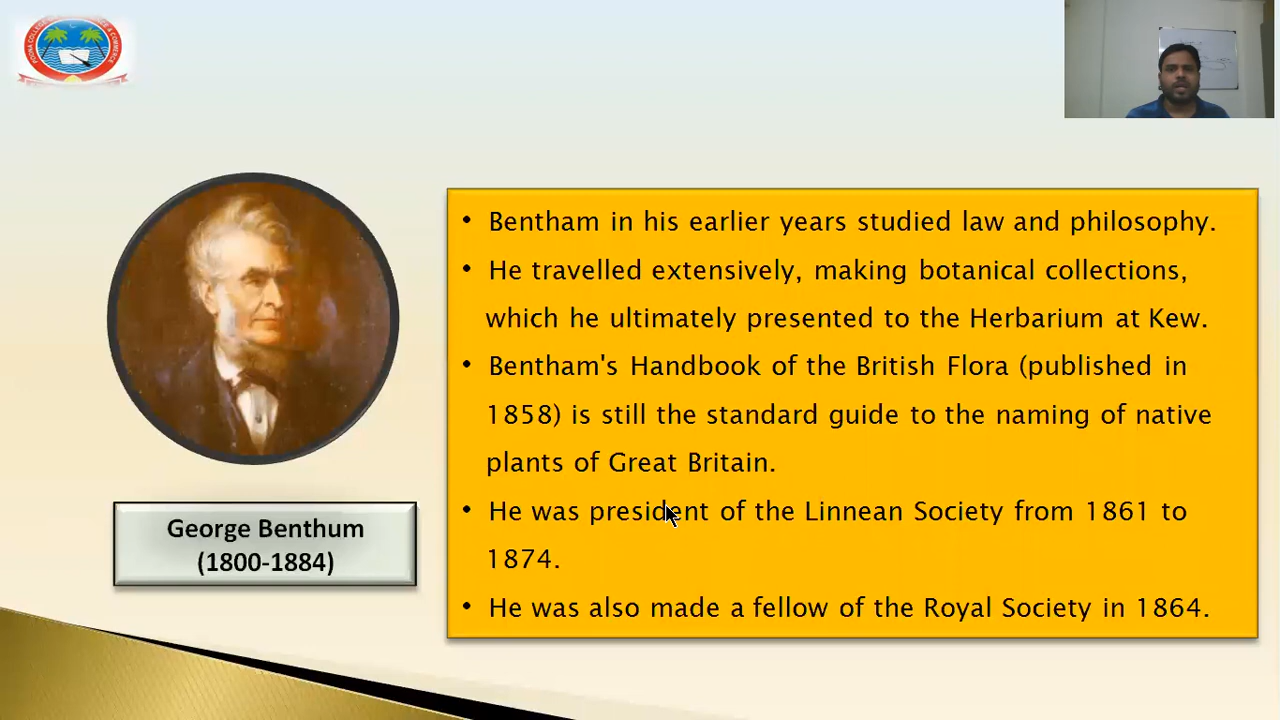 George Benthum
(1800-1884)
• Bentham in his earlier years studied law and philosophy.
• He travelled extensively, making botanical collections,
which he ultimately presented to the Herbarium at Kew.
• Bentham's Handbook of the British Flora (published in
1858) is still the standard guide to the naming of native
plants of Great Britain.
• He was president of the Linnean Society from 1861 to
1874.
• He was also made a fellow of the Royal Society in 1864.